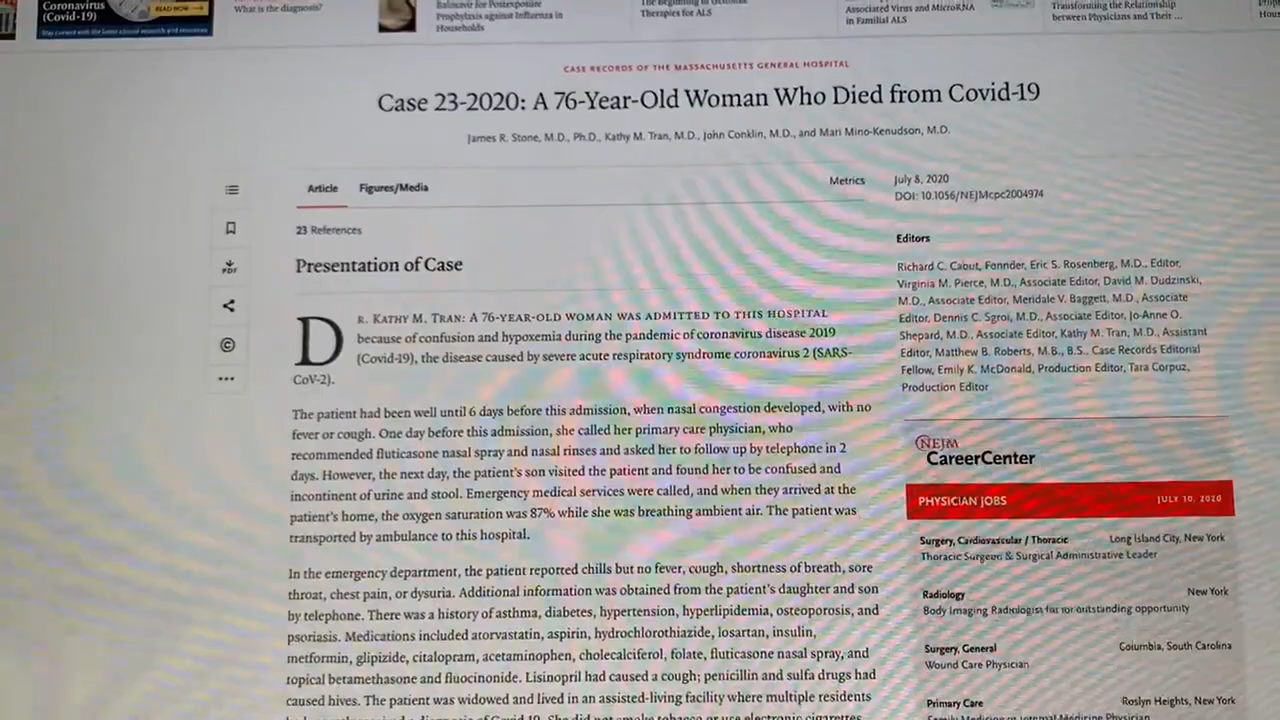 Coronavirus
(Covid-19)
READ NOW
What is the diagnosis?
Baloxavir for Postexposure
Prophylaxis against Influenza in
Households
Therapies for ALS
Associated Virus and MicroRNA
in Familial ALS
Transforming the Relationship
between Physicians and Their ...
CASE RECORDS OF THE MASSACHUSETTS GENERAL HOSPITAL
Case 23-2020: A 76-Year-Old Woman Who Died from Covid-19
James R. Stone, M.D., Ph.D., Kathy M. Tran, M.D., John Conklin, M.D., and Mari Mino-Kenudson, M.D.
Article Figures/Media
Metrics
July 8, 2020
DOI: 10.1056/NEJMcpc2004974
23 References
Presentation of Case
DR. KATHY M. TRAN: A 76-YEAR-OLD WOMAN WAS ADMITTED TO THIS HOSPITAL
because of confusion and hypoxemia during the pandemic of coronavirus disease 2019
(Covid-19), the disease caused by severe acute respiratory syndrome coronavirus 2 (SARS-
CoV-2).
The patient had been well until 6 days before this admission, when nasal congestion developed, with no
fever or cough. One day before this admission, she called her primary care physician, who
recommended fluticasone nasal spray and nasal rinses and asked her to follow up by telephone in 2
days. However, the next day, the patient's son visited the patient and found her to be confused and
incontinent of urine and stool. Emergency medical services were called, and when they arrived at the
patient's home, the oxygen saturation was 87% while she was breathing ambient air. The patient was
transported by ambulance to this hospital.
In the emergency department, the patient reported chills but no fever, cough, shortness of breath, sore
throat, chest pain, or dysuria. Additional information was obtained from the patient's daughter and son
by telephone. There was a history of asthma, diabetes, hypertension, hyperlipidemia, osteoporosis, and
psoriasis. Medications included atorvastatin, aspirin, hydrochlorothiazide, losartan, insulin,
metformin, glipizide, citalopram, acetaminophen, cholecalciferol, folate, fluticasone nasal spray, and
topical betamethasone and fluocinonide. Lisinopril had caused a cough; penicillin and sulfa drugs had
caused hives. The patient was widowed and lived in an assisted-living facility where multiple residents
PDF
Editors
Richard C. Cabot, Founder, Eric S. Rosenberg, M.D., Editor,
Virginia M. Pierce, M.D., Associate Editor, David M. Dudzinski,
M.D., Associate Editor, Meridale V. Baggett, M.D., Associate
Editor, Dennis C. Sgroi, M.D., Associate Editor, Jo-Anne O.
Shepard, M.D., Associate Editor, Kathy M. Tran, M.D., Assistant
Editor, Matthew B. Roberts, M.B., B.S., Case Records Editorial
Fellow, Emily K. McDonald, Production Editor, Tara Corpuz,
Production Editor
NEJM
CareerCenter
PHYSICIAN JOBS JULY 10, 2020
Surgery, Cardiovascular / Thoracic Long Island City, New York
Thoracic Surgeon & Surgical Administrative Leader
Radiology New York
Body Imaging Radiologist for for outstanding opportunity
Surgery, General Columbia, South Carolina
Wound Care Physician
Primary Care Roslyn Heights, New York